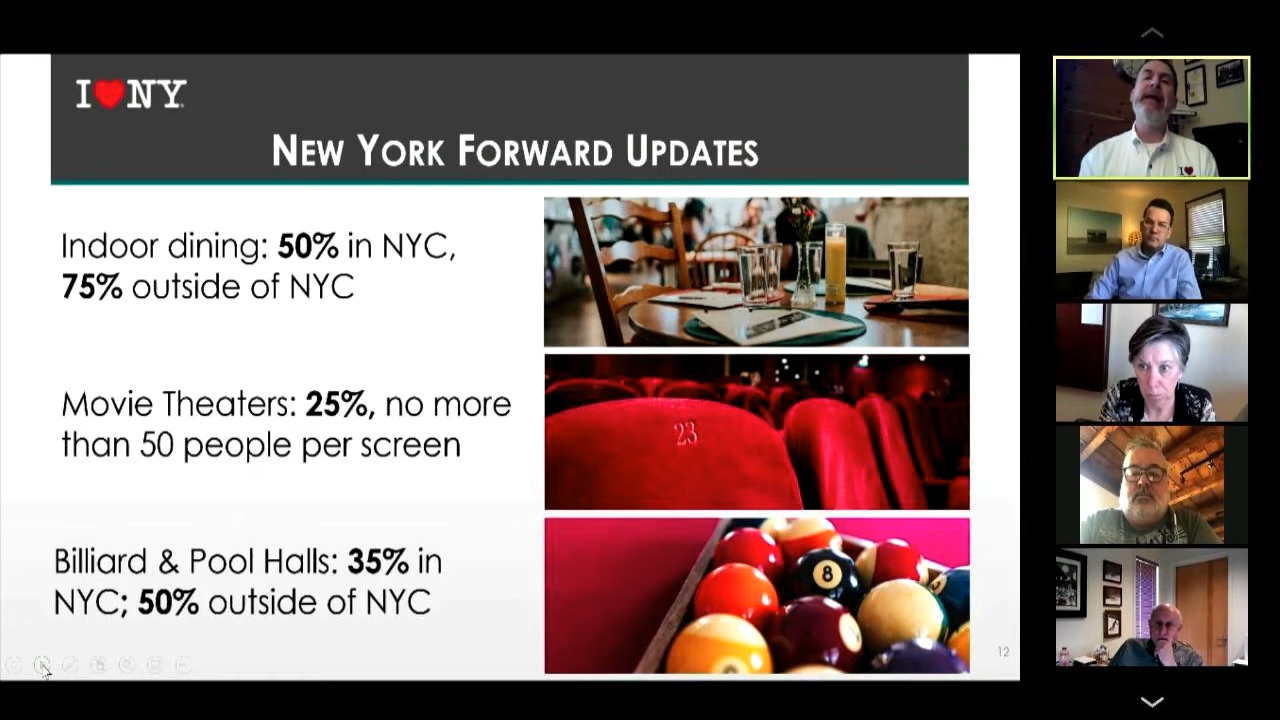 I NY
NEW YORK FORWARD UPDATES
Indoor dining: 50% in NYC,
75% outside of NYC
Movie Theaters: 25%, no more
than 50 people per screen
Billiard & Pool Halls: 35% in
NYC; 50% outside of NYC
23
8
12